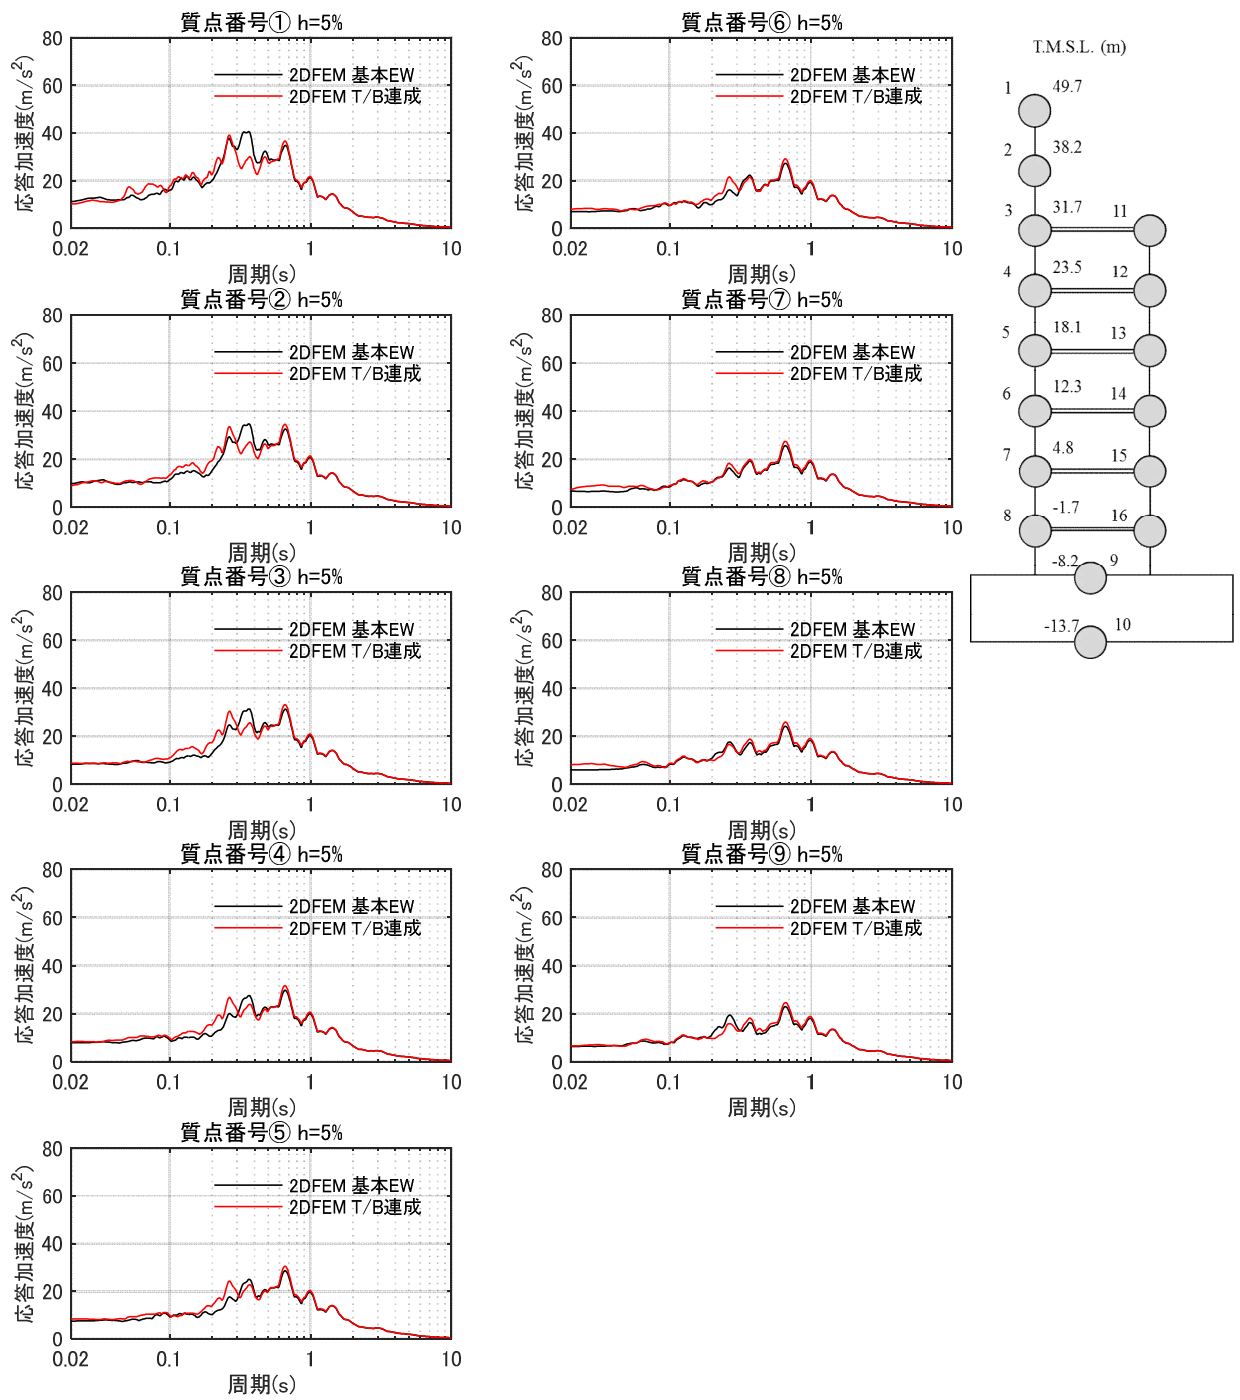 質点番号① h=5%
80
60
40
20
0
応答加速度(m/s²)
2DFEM 基本EW
2DFEM T/B連成
0.02
0.1
1
10
周期(s)
質点番号② h=5%
80
60
40
20
0
応答加速度(m/s²)
2DFEM 基本EW
2DFEM T/B連成
0.02
0.1
1
10
周期(s)
質点番号③ h=5%
80
60
40
20
0
応答加速度(m/s²)
2DFEM 基本EW
2DFEM T/B連成
0.02
0.1
1
10
周期(s)
質点番号④ h=5%
80
60
40
20
0
応答加速度(m/s²)
2DFEM 基本EW
2DFEM T/B連成
0.02
0.1
1
10
周期(s)
質点番号⑤ h=5%
80
60
40
20
0
応答加速度(m/s²)
2DFEM 基本EW
2DFEM T/B連成
0.02
0.1
1
10
周期(s)
質点番号⑥ h=5%
80
60
40
20
0
応答加速度(m/s²)
2DFEM 基本EW
2DFEM T/B連成
0.02
0.1
1
10
周期(s)
質点番号⑦ h=5%
80
60
40
20
0
応答加速度(m/s²)
2DFEM 基本EW
2DFEM T/B連成
0.02
0.1
1
10
周期(s)
質点番号⑧ h=5%
80
60
40
20
0
応答加速度(m/s²)
2DFEM 基本EW
2DFEM T/B連成
0.02
0.1
1
10
周期(s)
質点番号⑨ h=5%
80
60
40
20
0
応答加速度(m/s²)
2DFEM 基本EW
2DFEM T/B連成
0.02
0.1
1
10
周期(s)
T.M.S.L. (m)
1 49.7
2 38.2
3 31.7 11
4 23.5 12
5 18.1 13
6 12.3 14
7 4.8 15
8 -1.7 16
-8.2 9
-13.7 10